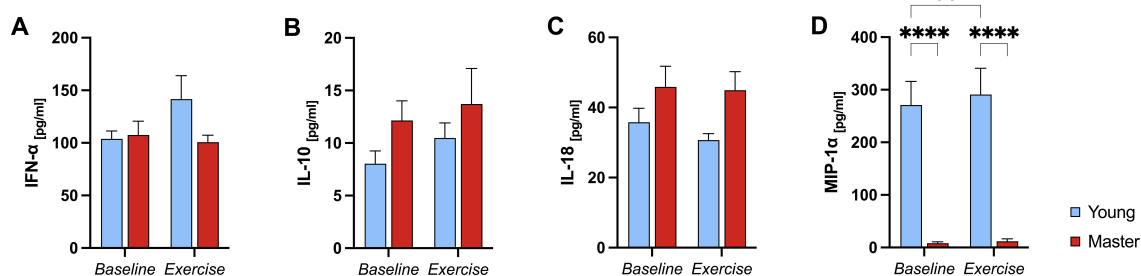 A
IFN-α [pg/ml]
200
150
100
50
0
Baseline Exercise
B
IL-10 [pg/ml]
20
15
10
5
0
Baseline Exercise
C
IL-18 [pg/ml]
60
40
20
0
Baseline Exercise
D
MIP-1α [pg/ml]
400
300
200
100
0
**** ****
Baseline Exercise
Young
Master